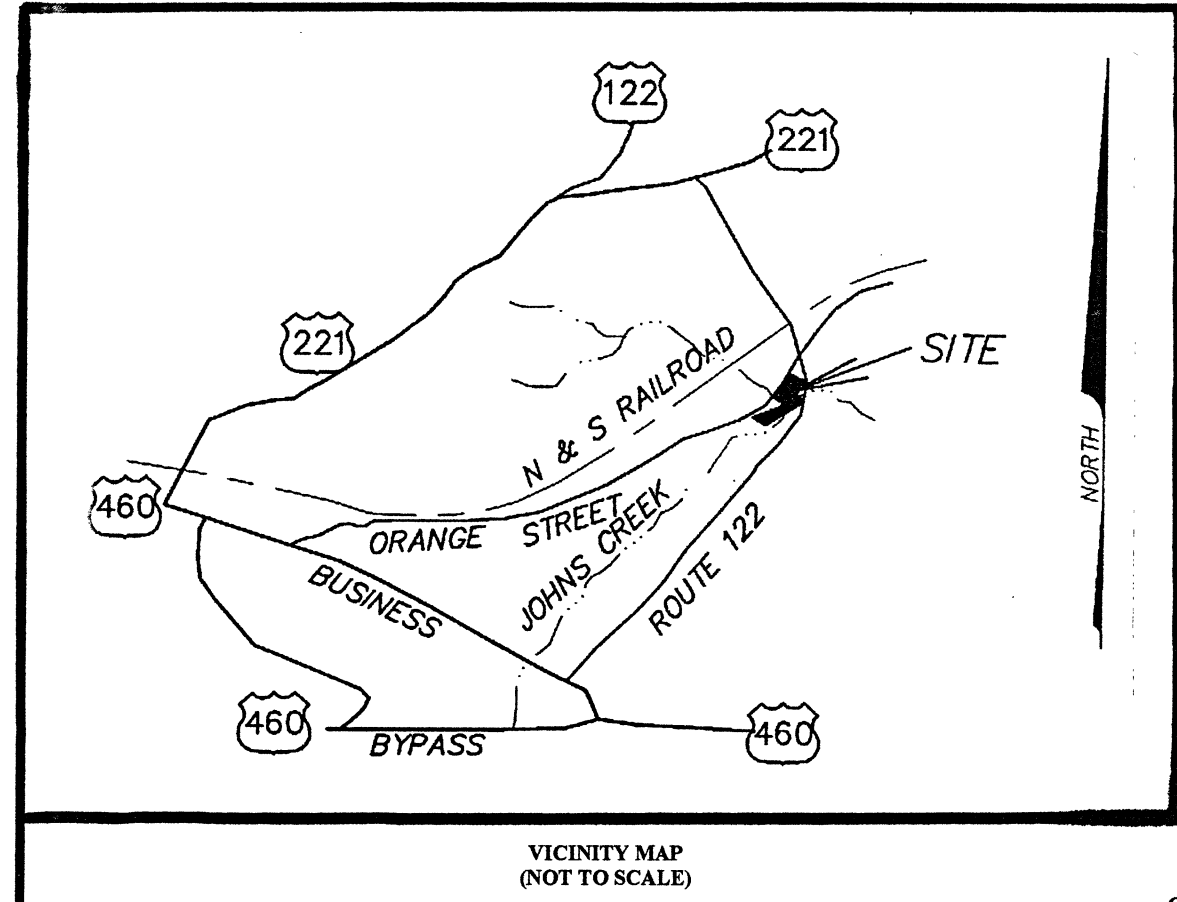 122
221
SITE
221
N & S RAILROAD
NORTH
460
ORANGE STREET
JOHNS CREEK
ROUTE 122
BUSINESS
460
BYPASS
460
VICINITY MAP
(NOT TO SCALE)